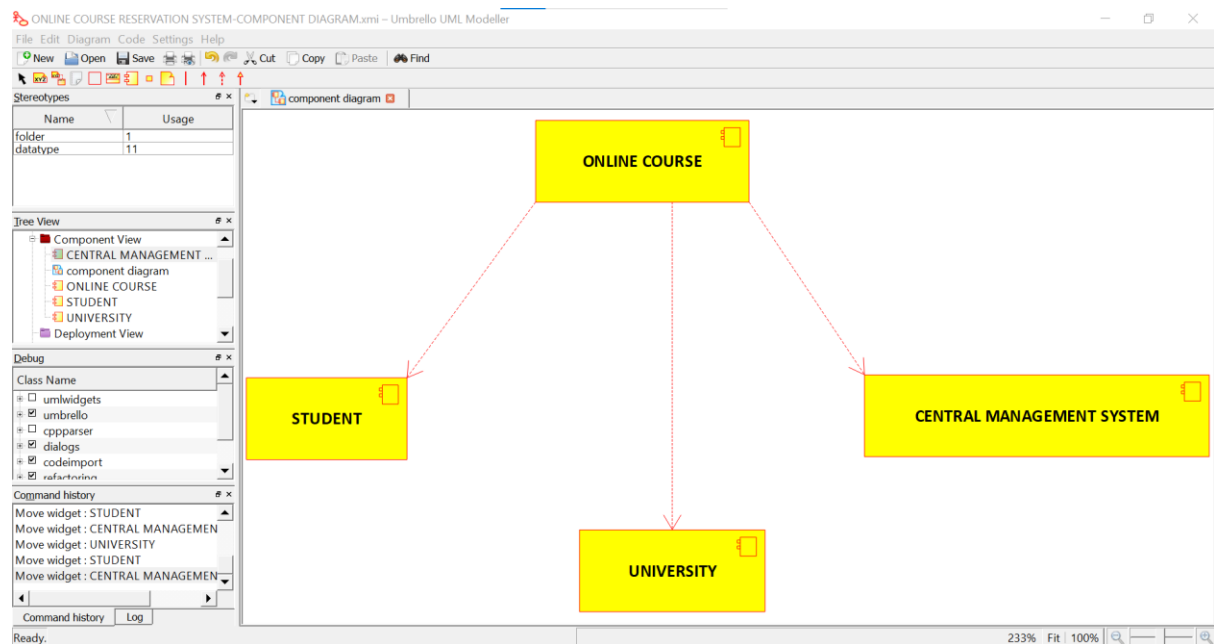 ONLINE COURSE RESERVATION SYSTEM-COMPONENT DIAGRAM.xmi – Umbrello UML Modeller
File Edit Diagram Code Settings Help
New Open Save Cut Copy Paste Find
Stereotypes
Name Usage
folder 1
datatype 11
Tree View
Component View
CENTRAL MANAGEMENT ...
component diagram
ONLINE COURSE
STUDENT
UNIVERSITY
Deployment View
Debug
Class Name
umlwidgets
umbrello
cppparser
dialogs
codeimport
refactoring
Command history
Move widget : STUDENT
Move widget : CENTRAL MANAGEMEN
Move widget : UNIVERSITY
Move widget : STUDENT
Move widget : CENTRAL MANAGEMEN
Command history Log
Ready.
component diagram
ONLINE COURSE
STUDENT
CENTRAL MANAGEMENT SYSTEM
UNIVERSITY
233% Fit 100%